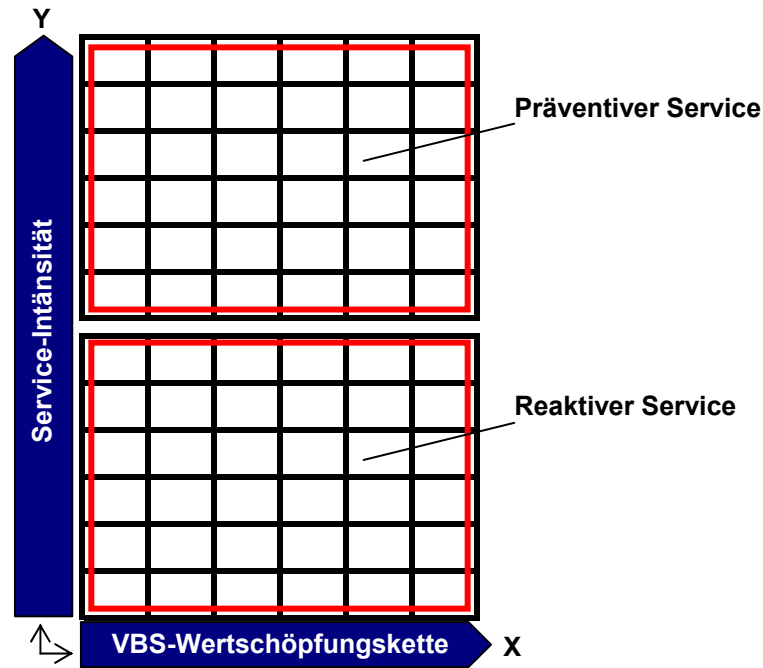 Y
Präventiver Service
Service-Intänsität
Reaktiver Service
VBS-Wertschöpfungskette
X